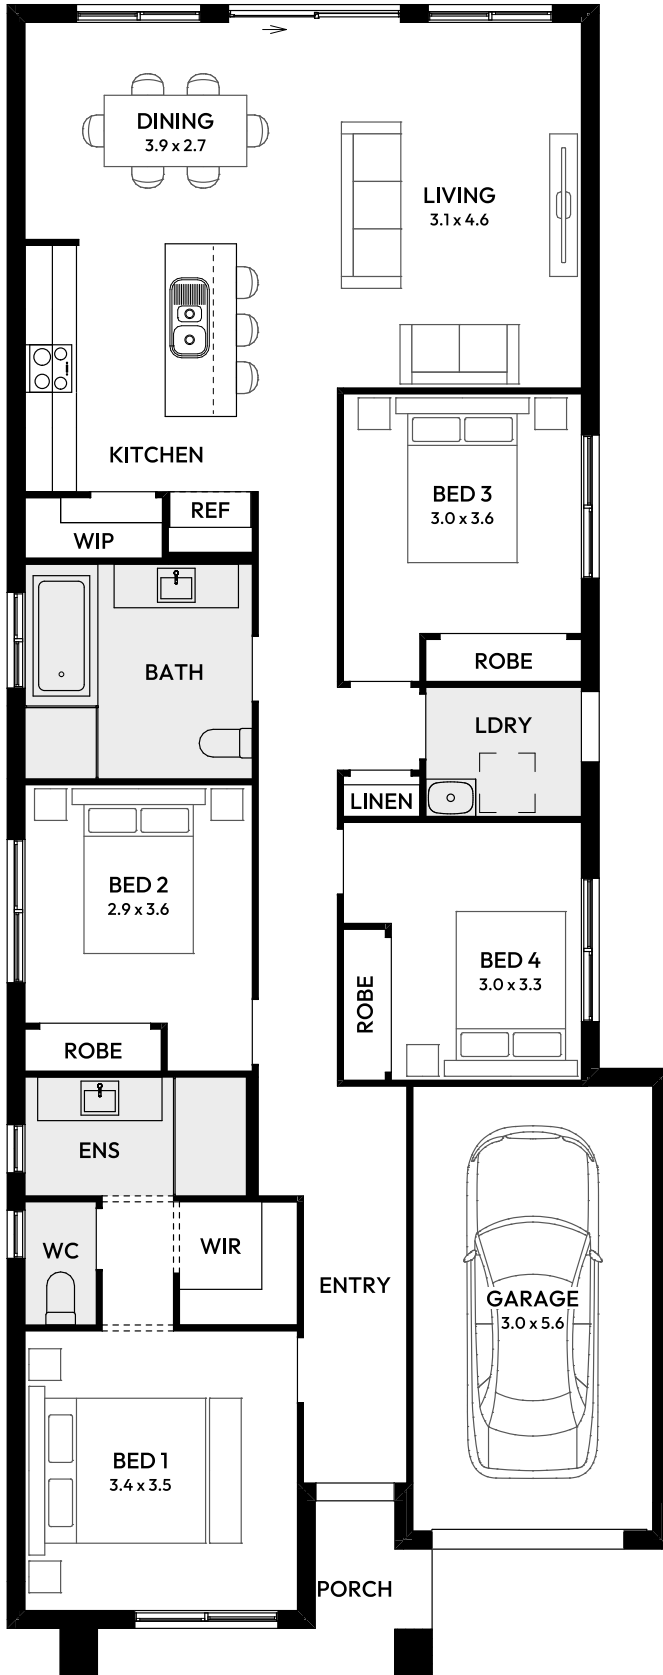 DINING
3.9 x 2.7
LIVING
3.1 x 4.6
KITCHEN
BED 3
3.0 x 3.6
REF
WIP
ROBE
BATH
LDRY
LINEN
BED 2
2.9 x 3.6
BED 4
3.0 x 3.3
ROBE
ROBE
ENS
WC
WIR
ENTRY
GARAGE
3.0 x 5.6
BED 1
3.4 x 3.5
PORCH